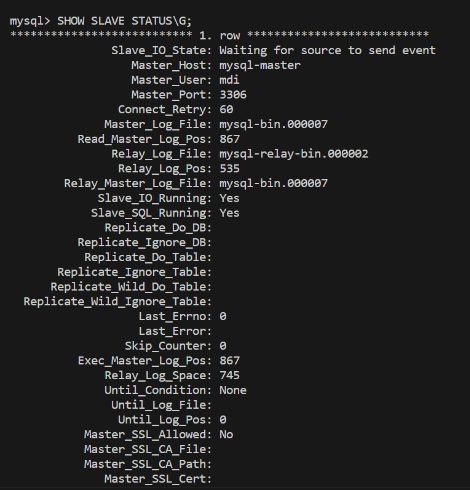 mysql> SHOW SLAVE STATUS\G;
*************************** 1. row ***************************
Slave_IO_State: Waiting for source to send event
Master_Host: mysql-master
Master_User: mdi
Master_Port: 3306
Connect_Retry: 60
Master_Log_File: mysql-bin.000007
Read_Master_Log_Pos: 867
Relay_Log_File: mysql-relay-bin.000002
Relay_Log_Pos: 535
Relay_Master_Log_File: mysql-bin.000007
Slave_IO_Running: Yes
Slave_SQL_Running: Yes
Replicate_Do_DB:
Replicate_Ignore_DB:
Replicate_Do_Table:
Replicate_Ignore_Table:
Replicate_Wild_Do_Table:
Replicate_Wild_Ignore_Table:
Last_Errno: 0
Last_Error:
Skip_Counter: 0
Exec_Master_Log_Pos: 867
Relay_Log_Space: 745
Until_Condition: None
Until_Log_File:
Until_Log_Pos: 0
Master_SSL_Allowed: No
Master_SSL_CA_File:
Master_SSL_CA_Path:
Master_SSL_Cert: